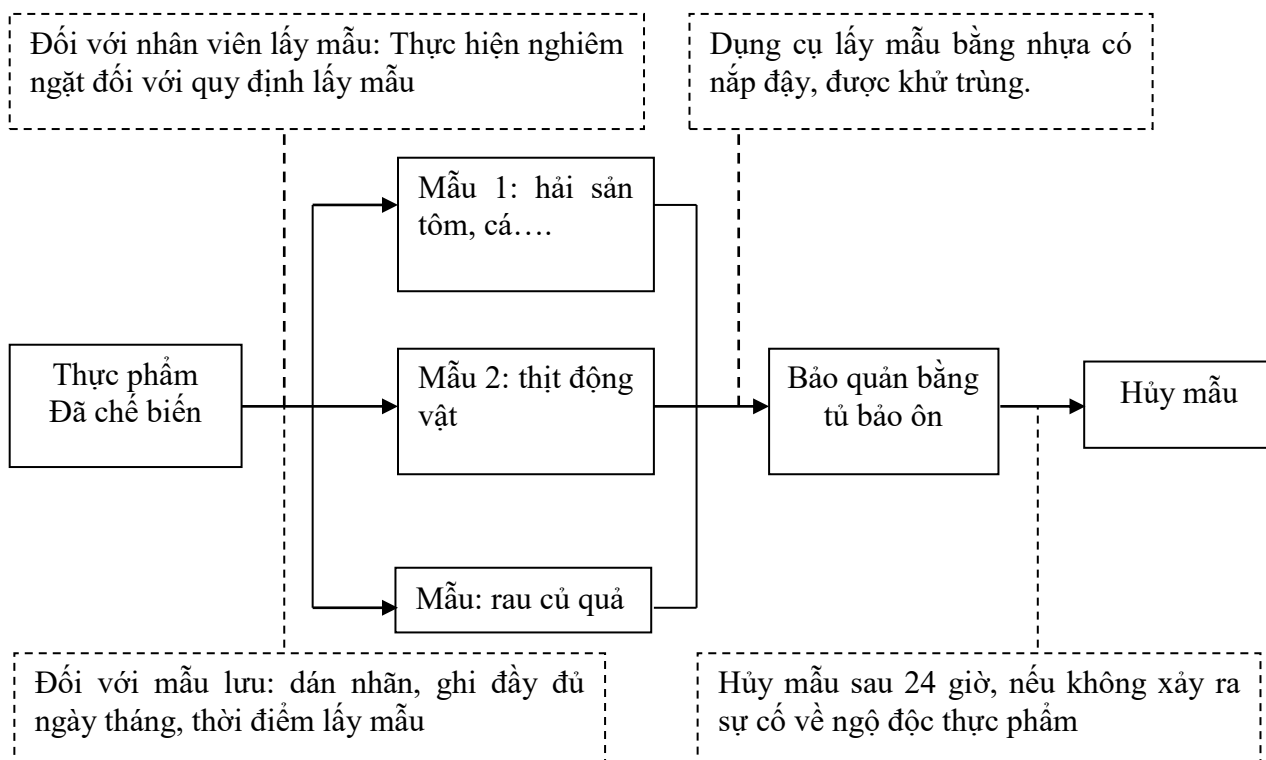 Đối với nhân viên lấy mẫu: Thực hiện nghiêm
ngặt đối với quy định lấy mẫu
Dụng cụ lấy mẫu bằng nhựa có
nắp đậy, được khử trùng.
Mẫu 1: hải sản
tôm, cá….
Thực phẩm
Đã chế biến
Mẫu 2: thịt động
vật
Bảo quản bằng
tủ bảo ôn
Hủy mẫu
Mẫu: rau củ quả
Đối với mẫu lưu: dán nhãn, ghi đầy đủ
ngày tháng, thời điểm lấy mẫu
Hủy mẫu sau 24 giờ, nếu không xảy ra
sự cố về ngộ độc thực phẩm